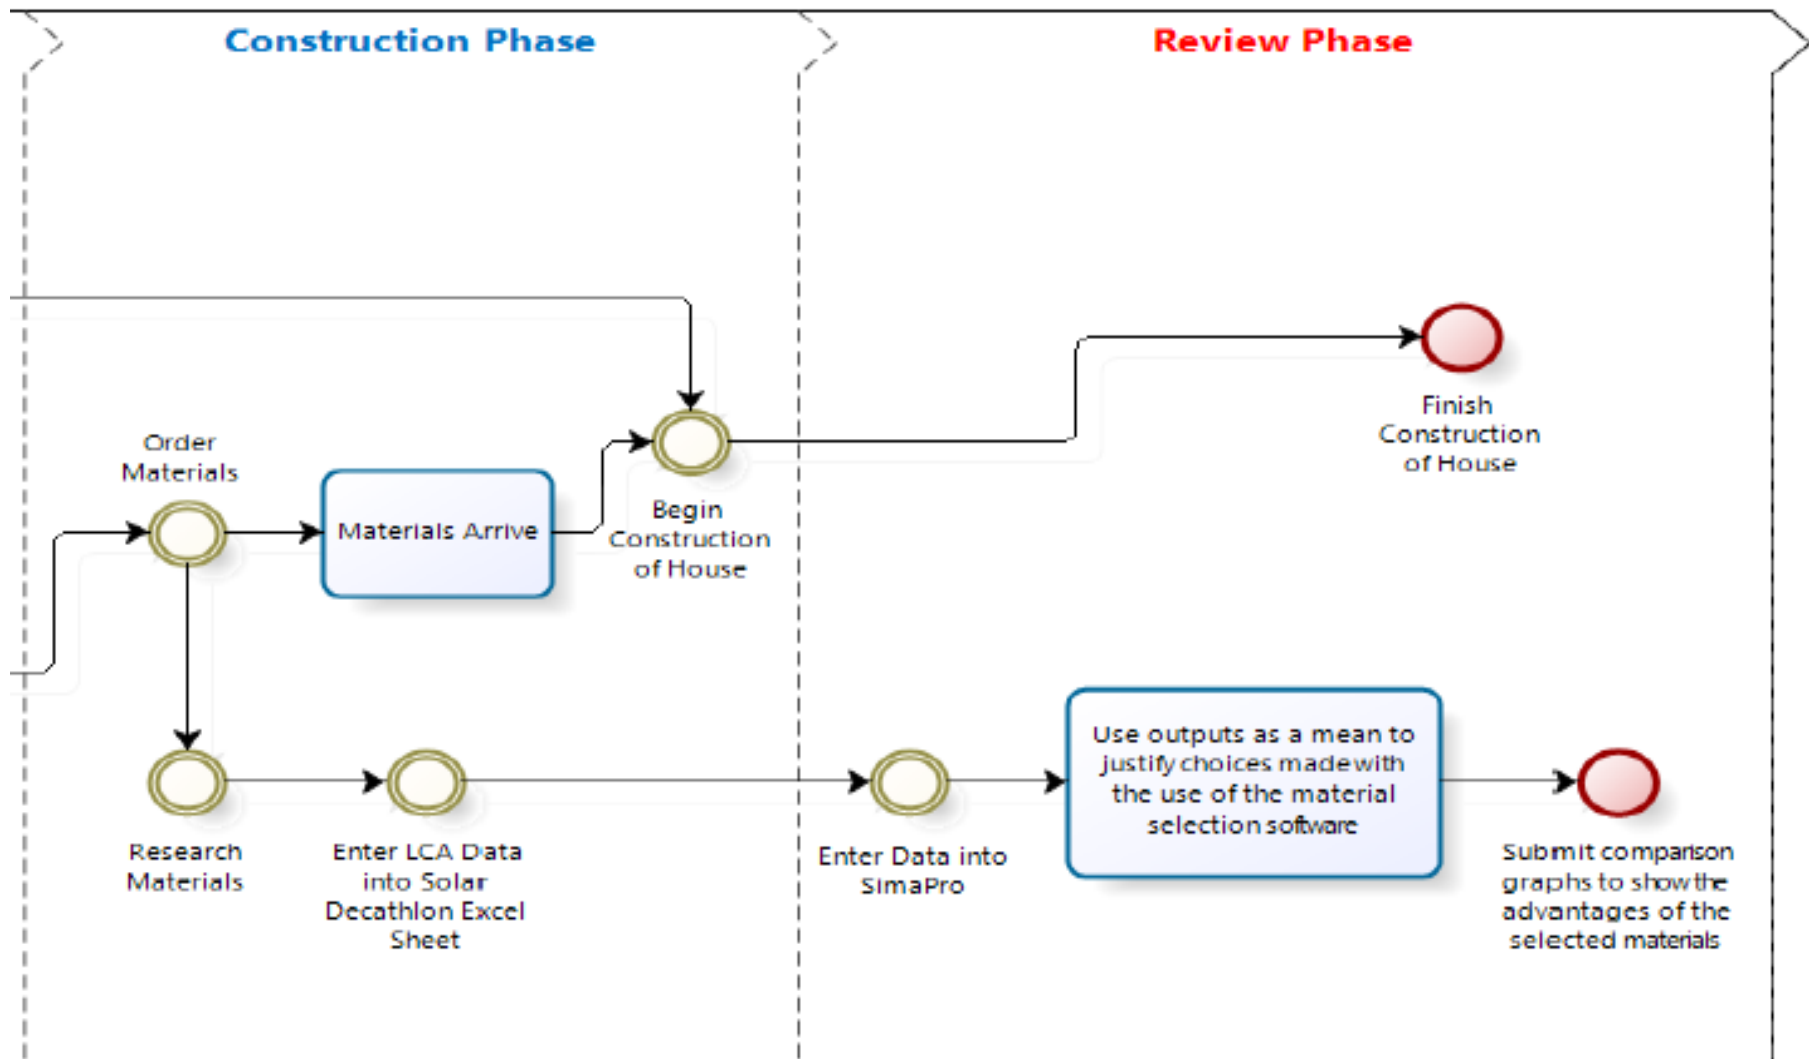 Construction Phase
Review Phase
Order
Materials
Materials Arrive
Begin
Construction
of House
Finish
Construction
of House
Research
Materials
Enter LCA Data
into Solar
Decathlon Excel
Sheet
Enter Data into
SimaPro
Use outputs as a mean to
justify choices made with
the use of the material
selection software
Submit comparison
graphs to show the
advantages of the
selected materials